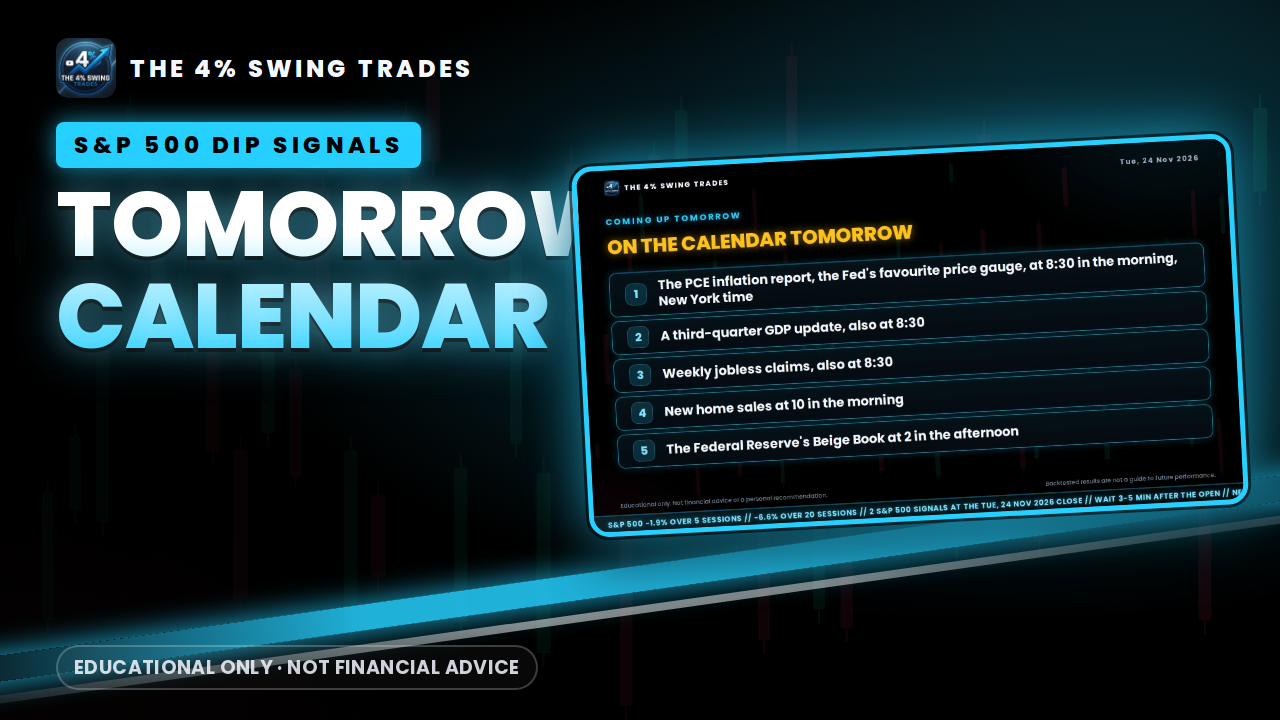 4%
THE 4% SWING
TRADES
THE 4% SWING TRADES
S&P 500 DIP SIGNALS
TOMORROW
CALENDAR
THE 4% SWING TRADES
Tue, 24 Nov 2026
COMING UP TOMORROW
ON THE CALENDAR TOMORROW
1 The PCE inflation report, the Fed's favourite price gauge, at 8:30 in the morning,
New York time
2 A third-quarter GDP update, also at 8:30
3 Weekly jobless claims, also at 8:30
4 New home sales at 10 in the morning
5 The Federal Reserve's Beige Book at 2 in the afternoon
Educational only. Not financial advice or a personal recommendation.
Backtested results are not a guide to future performance.
S&P 500 -1.9% OVER 5 SESSIONS // -6.6% OVER 20 SESSIONS // 2 S&P 500 SIGNALS AT THE TUE, 24 NOV 2026 CLOSE // WAIT 3-5 MIN AFTER THE OPEN //
EDUCATIONAL ONLY · NOT FINANCIAL ADVICE